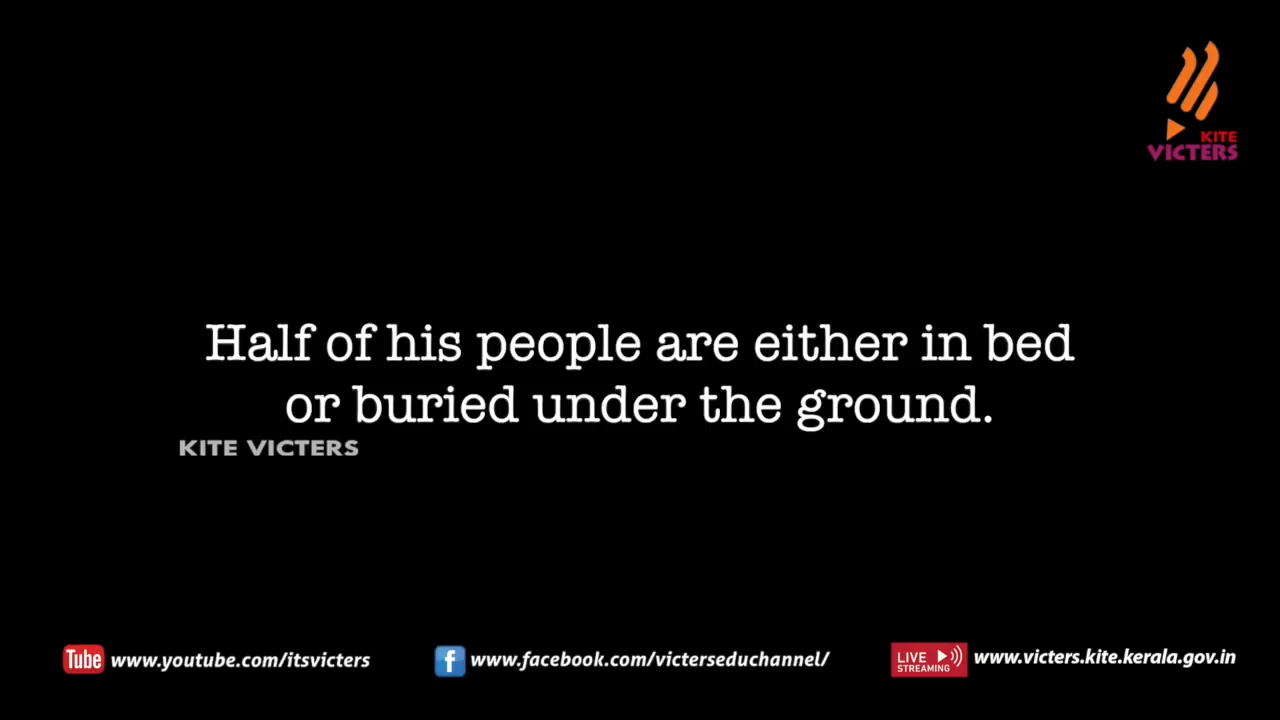 KITE
VICTERS
Half of his people are either in bed
or buried under the ground.
KITE VICTERS
Tube www.youtube.com/itsvicters
f www.facebook.com/victerseduchannel/
LIVE
STREAMING
www.victers.kite.kerala.gov.in